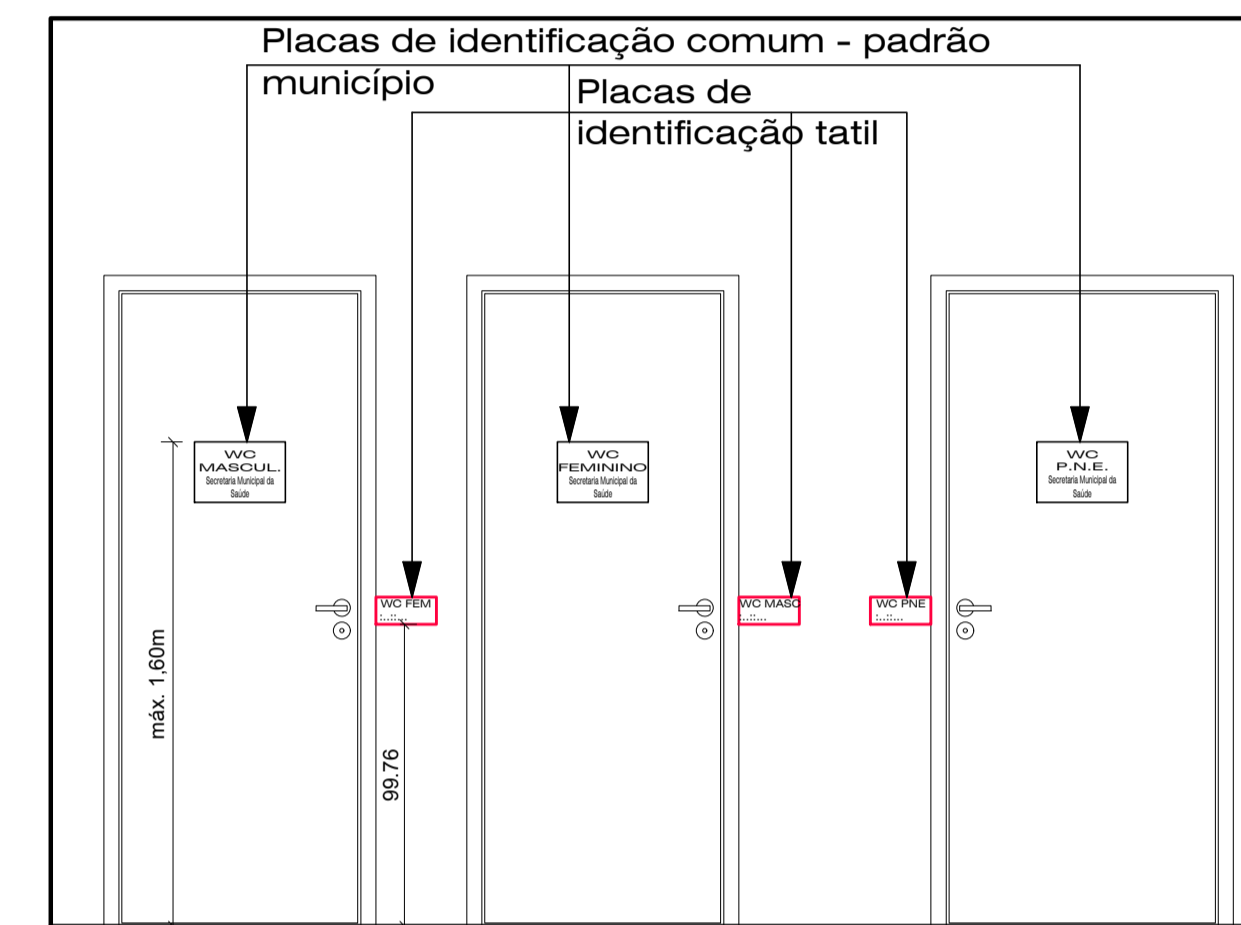 Placas de identificação comum - padrão
município
Placas de
identificação tatil
WC
MASCUL.
Secretaria Municipal da
Saúde
WC
FEMININO
Secretaria Municipal da
Saúde
WC
P.N.E.
Secretaria Municipal da
Saúde
WC FEM
WC MASC
WC PNE
máx. 1,60m
99.76